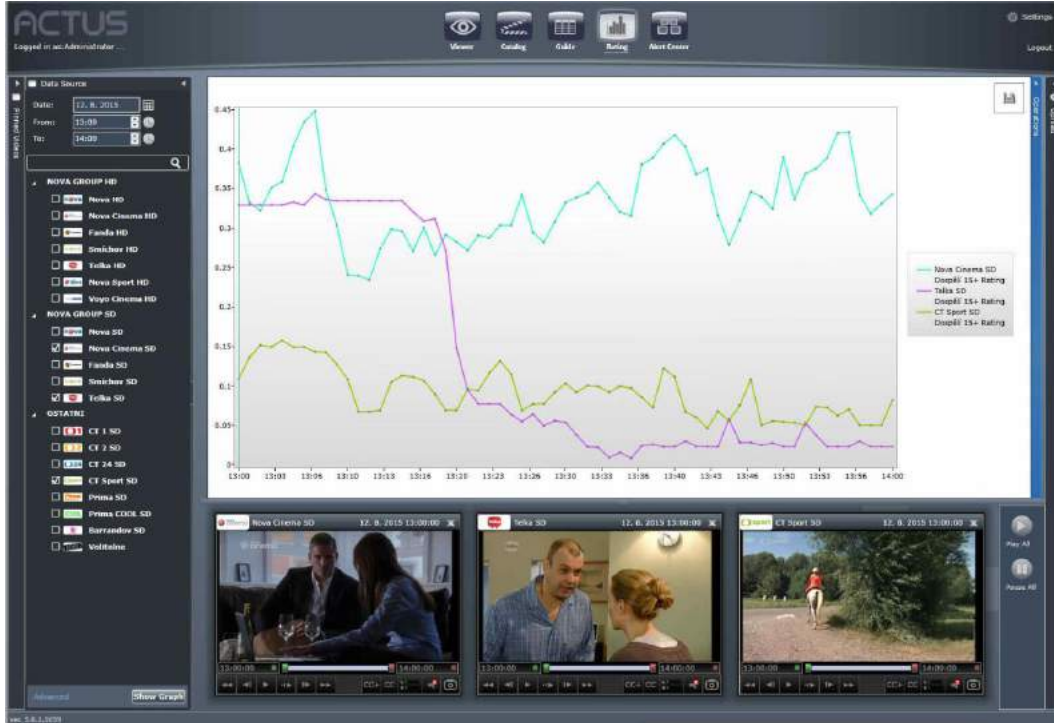 ACTUS
Logged in as: Administrator ...
Viewer
Catalog
Guide
Rating
Alert Center
Settings
Logout
Pinned Videos
Data Source
Date: 12. 8. 2015
From: 13:00
To: 14:00
NOVA GROUP HD
Nova HD
Nova Cinema HD
Fanda HD
Smichov HD
Telka HD
Nova Sport HD
Voyo Cinema HD
NOVA GROUP SD
Nova SD
Nova Cinema SD
Fanda SD
Smichov SD
Telka SD
OSTATNI
CT 1 SD
CT 2 SD
CT 24 SD
CT Sport SD
Prima SD
Prima COOL SD
Barrandov SD
Volitelne
Advanced
Show Graph
0.45
0.4
0.35
0.3
0.25
0.2
0.15
0.1
0.05
0
13:00 13:03 13:06 13:10 13:13 13:16 13:20 13:23 13:26 13:30 13:33 13:36 13:40 13:43 13:46 13:50 13:53 13:56 14:00
Nova Cinema SD
Dospělí 15+ Rating
Telka SD
Dospělí 15+ Rating
CT Sport SD
Dospělí 15+ Rating
Operations
Nova Cinema SD 12. 8. 2015 13:00:00
13:00:00 14:00:00
CC+ CC
Telka SD 12. 8. 2015 13:00:00
13:00:00 14:00:00
CC+ CC
CT Sport SD 12. 8. 2015 13:00:00
13:00:00 14:00:00
CC+ CC
Play All
Pause All